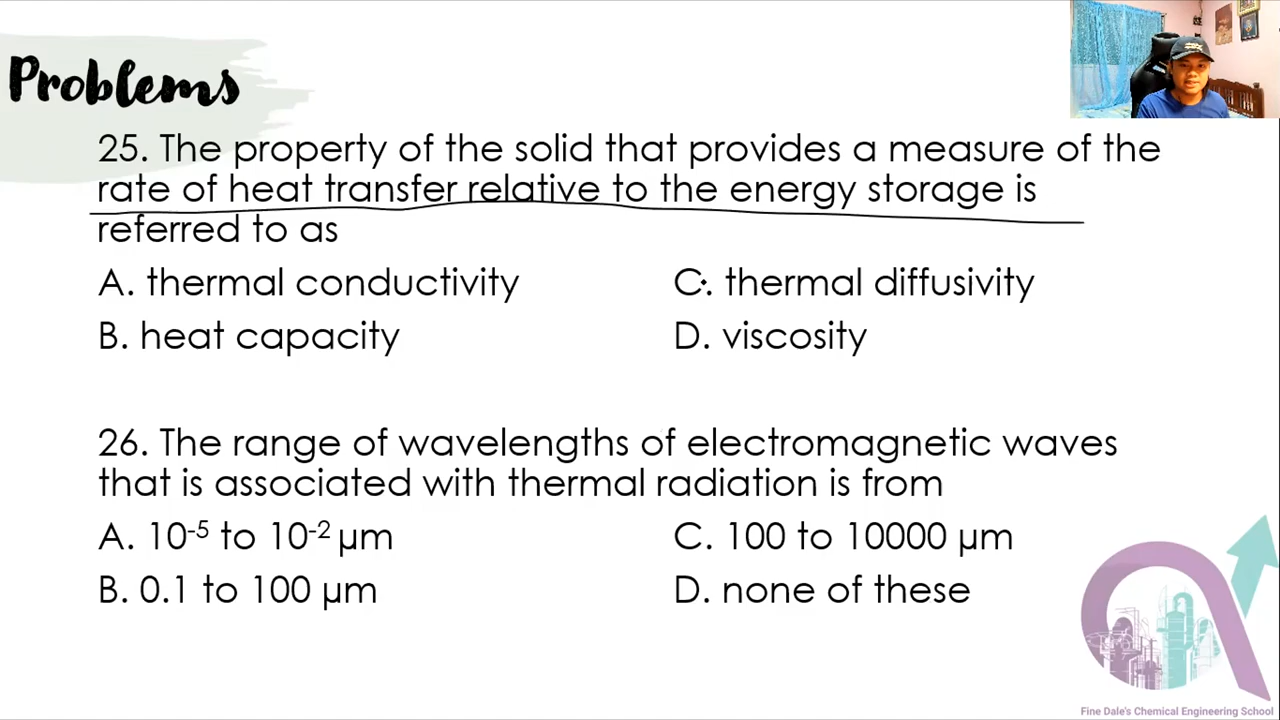 Problems
25. The property of the solid that provides a measure of the
rate of heat transfer relative to the energy storage is
referred to as
A. thermal conductivity
C. thermal diffusivity
B. heat capacity
D. viscosity
26. The range of wavelengths of electromagnetic waves
that is associated with thermal radiation is from
A. 10⁻⁵ to 10⁻² µm
C. 100 to 10000 µm
B. 0.1 to 100 µm
D. none of these
Fine Dale's Chemical Engineering School